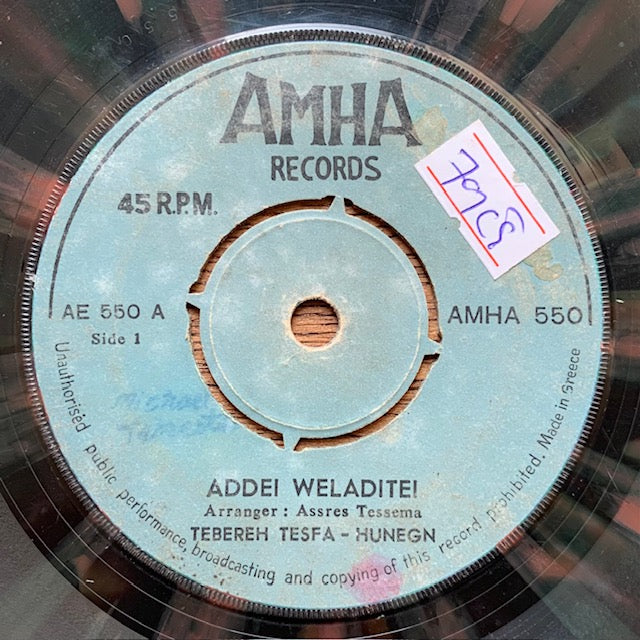 AMHA
RECORDS
45 R.P.M.
AE 550 A
Side 1
AMHA 550
ADDEI WELADITEI
Arranger : Assres Tessema
TEBEREH TESFA - HUNEGN
Unauthorised public performance, broadcasting and copying of this record prohibited. Made in Greece